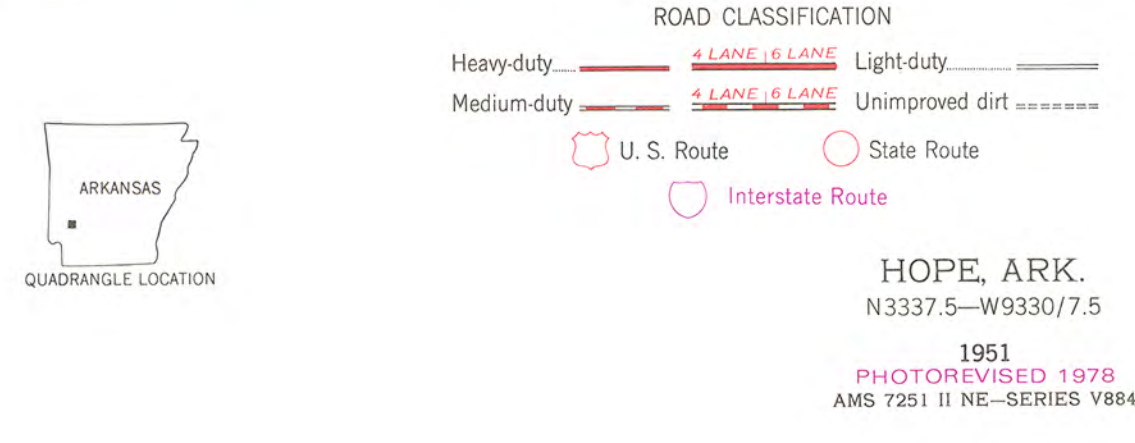 ROAD CLASSIFICATION
Heavy-duty
4 LANE | 6 LANE
Light-duty
Medium-duty
4 LANE | 6 LANE
Unimproved dirt
U. S. Route
State Route
Interstate Route
ARKANSAS
QUADRANGLE LOCATION
HOPE, ARK.
N3337.5—W9330/7.5
1951
PHOTOREVISED 1978
AMS 7251 II NE—SERIES V884